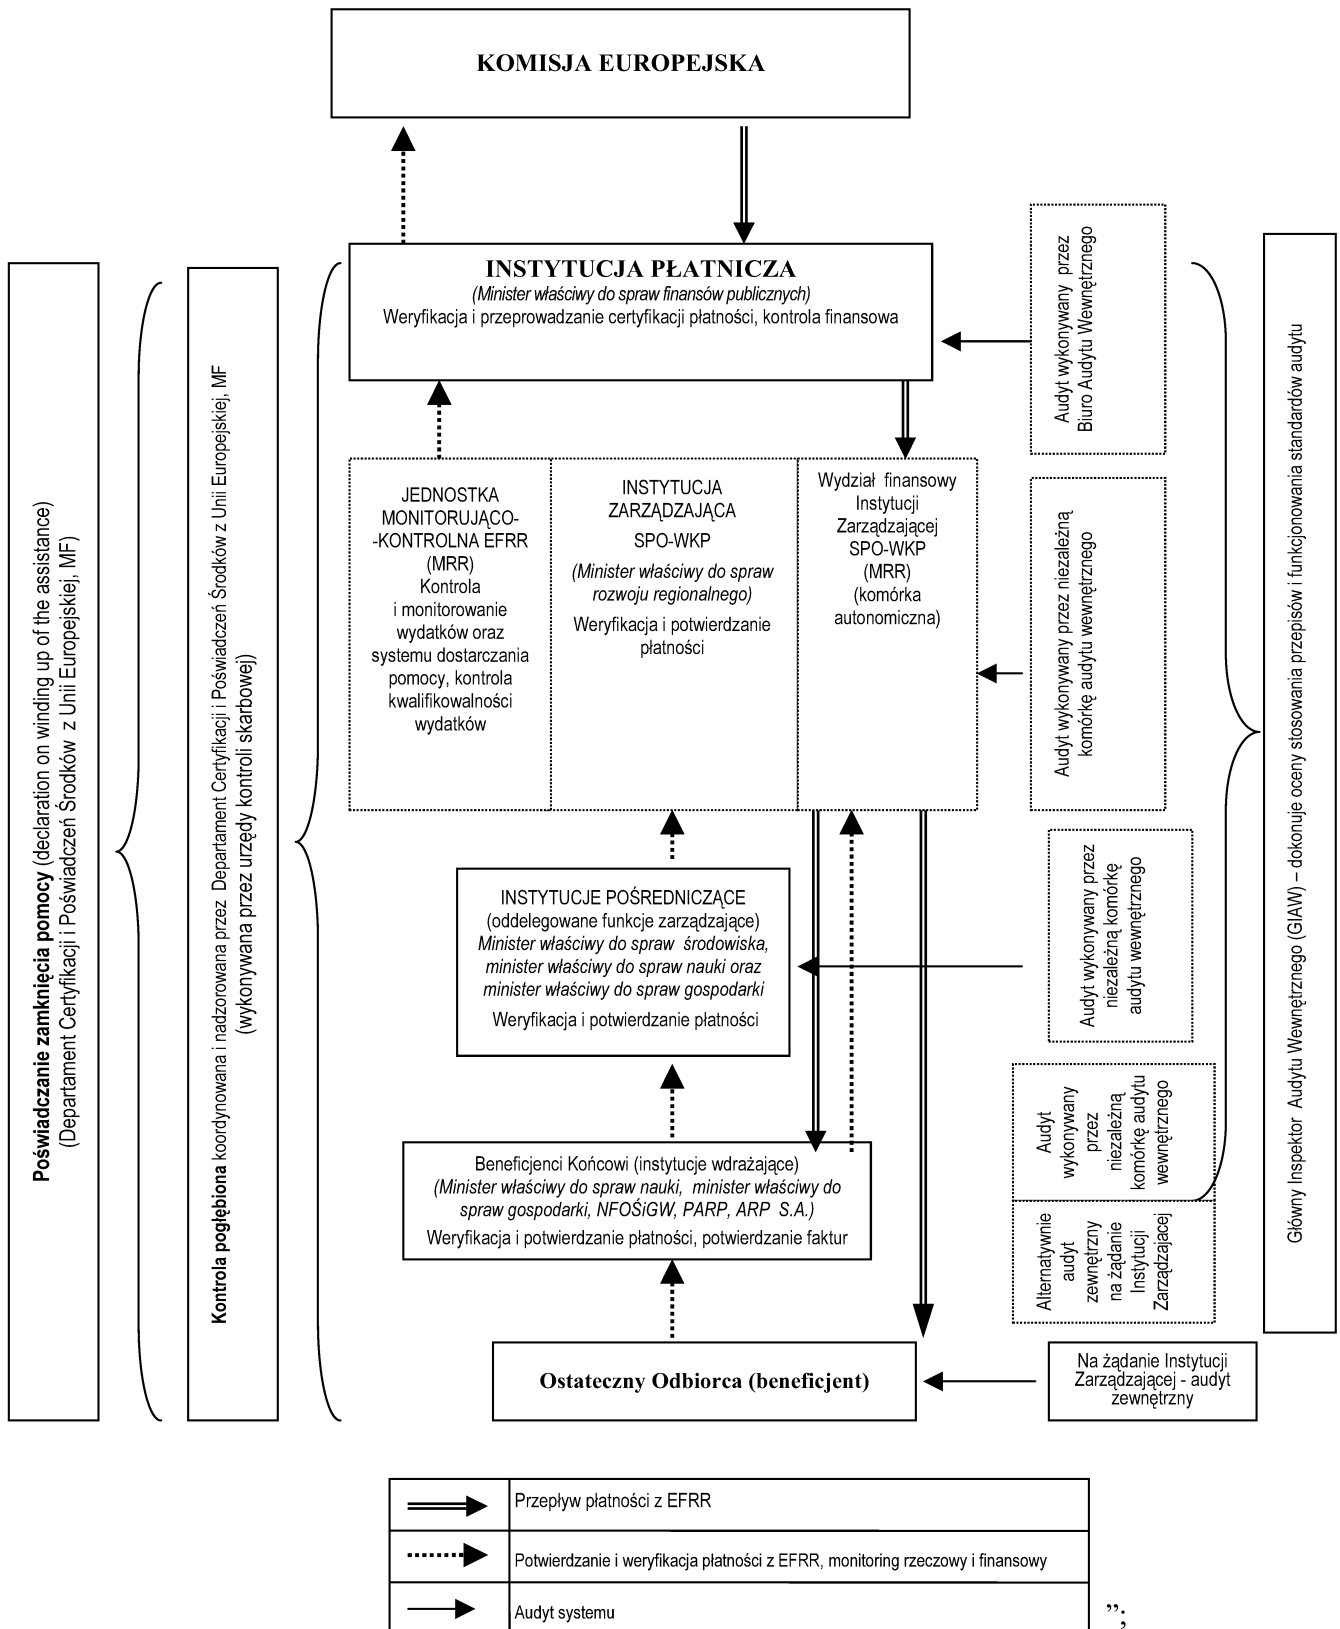 KOMISJA EUROPEJSKA
Poświadczanie zamknięcia pomocy (declaration on winding up of the assistance)
(Departament Certyfikacji i Poświadczeń Środków z Unii Europejskiej, MF)
Kontrola pogłębiona koordynowana i nadzorowana przez Departament Certyfikacji i Poświadczeń Środków z Unii Europejskiej, MF
(wykonywana przez urzędy kontroli skarbowej)
INSTYTUCJA PŁATNICZA
(Minister właściwy do spraw finansów publicznych)
Weryfikacja i przeprowadzanie certyfikacji płatności, kontrola finansowa
Audyt wykonywany przez
Biuro Audytu Wewnętrznego
JEDNOSTKA
MONITORUJĄCO-
-KONTROLNA EFRR
(MRR)
Kontrola
i monitorowanie
wydatków oraz
systemu dostarczania
pomocy, kontrola
kwalifikowalności
wydatków
INSTYTUCJA
ZARZĄDZAJĄCA
SPO-WKP
(Minister właściwy do spraw
rozwoju regionalnego)
Weryfikacja i potwierdzanie
płatności
Wydział finansowy
Instytucji
Zarządzającej
SPO-WKP
(MRR)
(komórka
autonomiczna)
Audyt wykonywany przez niezależną
komórkę audytu wewnętrznego
INSTYTUCJE POŚREDNICZĄCE
(oddelegowane funkcje zarządzające)
Minister właściwy do spraw środowiska,
minister właściwy do spraw nauki oraz
minister właściwy do spraw gospodarki
Weryfikacja i potwierdzanie płatności
Audyt wykonywany przez
niezależną komórkę
audytu wewnętrznego
Beneficjenci Końcowi (instytucje wdrażające)
(Minister właściwy do spraw nauki, minister właściwy do
spraw gospodarki, NFOŚiGW, PARP, ARP S.A.)
Weryfikacja i potwierdzanie płatności, potwierdzanie faktur
Audyt
wykonywany
przez
niezależną
komórkę audytu
wewnętrznego
Alternatywnie
audyt
zewnętrzny
na żądanie
Instytucji
Zarządzajacej
Ostateczny Odbiorca (beneficjent)
Na żądanie Instytucji
Zarządzającej - audyt
zewnętrzny
Główny Inspektor Audytu Wewnętrznego (GIAW) – dokonuje oceny stosowania przepisów i funkcjonowania standardów audytu
Przepływ płatności z EFRR
Potwierdzanie i weryfikacja płatności z EFRR, monitoring rzeczowy i finansowy
Audyt systemu
”;